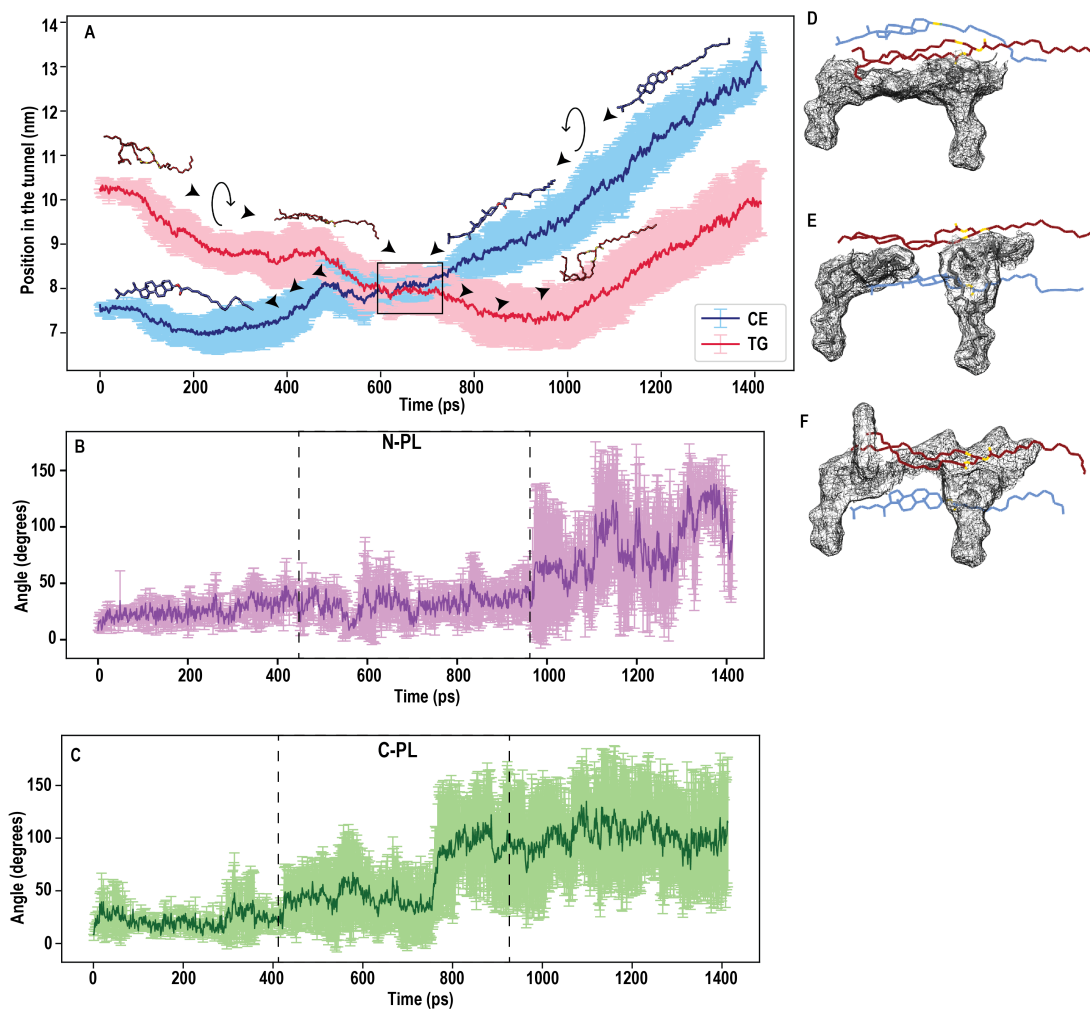 A
Position in the tunnel (nm)
14
13
12
11
10
9
8
7
CE
TG
0 200 400 600 800 1000 1200 1400
Time (ps)
B
N-PL
Angle (degrees)
150
100
50
0
0 200 400 600 800 1000 1200 1400
Time (ps)
C
C-PL
Angle (degrees)
150
100
50
0
0 200 400 600 800 1000 1200 1400
Time (ps)
D
E
F